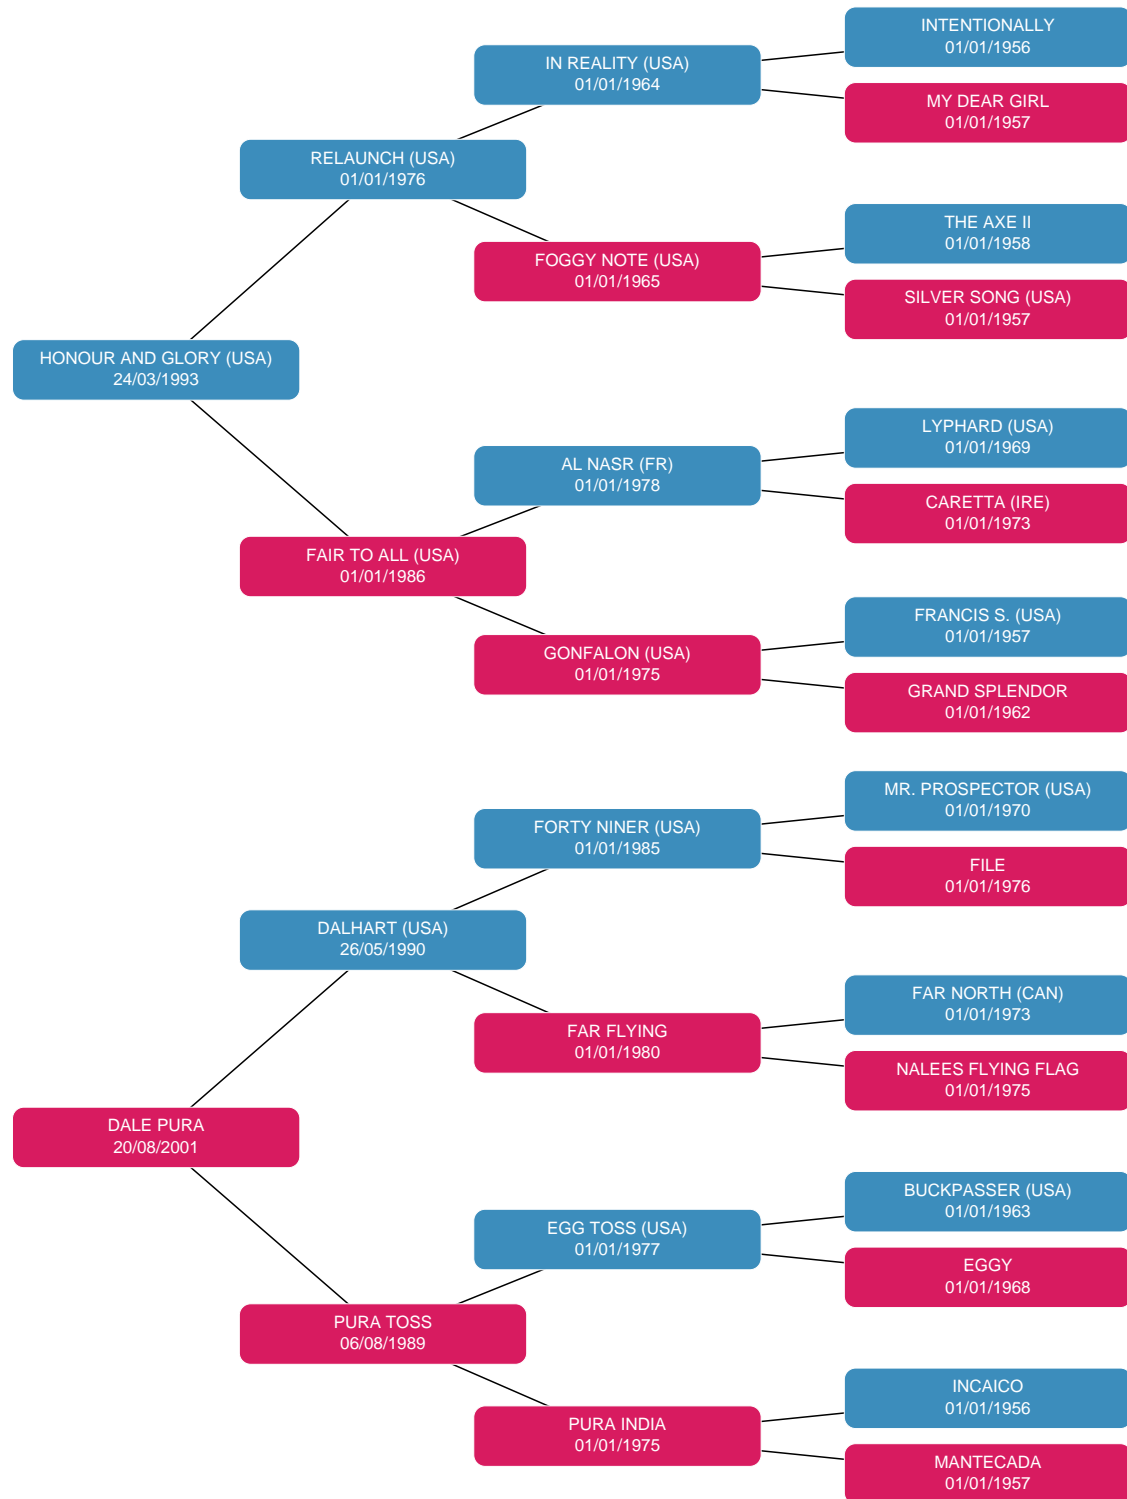 INTENTIONALLY
01/01/1956
IN REALITY (USA)
01/01/1964
MY DEAR GIRL
01/01/1957
RELAUNCH (USA)
01/01/1976
THE AXE II
01/01/1958
FOGGY NOTE (USA)
01/01/1965
SILVER SONG (USA)
01/01/1957
HONOUR AND GLORY (USA)
24/03/1993
LYPHARD (USA)
01/01/1969
AL NASR (FR)
01/01/1978
CARETTA (IRE)
01/01/1973
FAIR TO ALL (USA)
01/01/1986
FRANCIS S. (USA)
01/01/1957
GONFALON (USA)
01/01/1975
GRAND SPLENDOR
01/01/1962
MR. PROSPECTOR (USA)
01/01/1970
FORTY NINER (USA)
01/01/1985
FILE
01/01/1976
DALHART (USA)
26/05/1990
FAR NORTH (CAN)
01/01/1973
FAR FLYING
01/01/1980
NALEES FLYING FLAG
01/01/1975
DALE PURA
20/08/2001
BUCKPASSER (USA)
01/01/1963
EGG TOSS (USA)
01/01/1977
EGGY
01/01/1968
PURA TOSS
06/08/1989
INCAICO
01/01/1956
PURA INDIA
01/01/1975
MANTECADA
01/01/1957